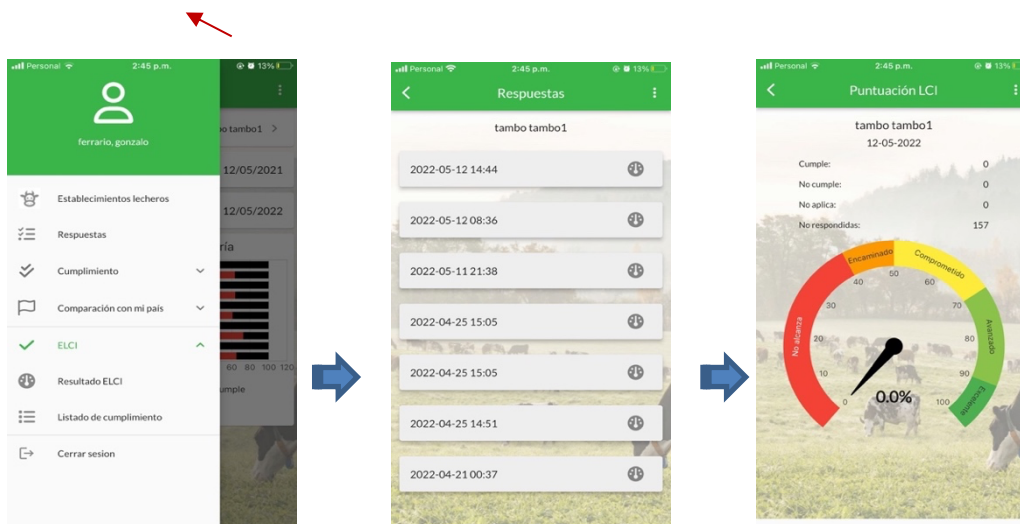 Personal 2:45 p.m. 13%
ferrario, gonzalo
Establecimientos lecheros
Respuestas
Cumplimiento
Comparación con mi país
ELCI
Resultado ELCI
Listado de cumplimiento
Cerrar sesion
o tambo1
12/05/2021
12/05/2022
ría
60 80 100 120
umple
Personal 2:45 p.m. 13%
Respuestas
tambo tambo1
2022-05-12 14:44
2022-05-12 08:36
2022-05-11 21:38
2022-04-25 15:05
2022-04-25 15:05
2022-04-25 14:51
2022-04-21 00:37
Personal 2:45 p.m. 13%
Puntuación LCI
tambo tambo1
12-05-2022
Cumple: 0
No cumple: 0
No aplica: 0
No respondidas: 157
No alcanza
Encaminado
Comprometido
Avanzado
Excelente
0
10
20
30
40
50
60
70
80
90
100
0.0%